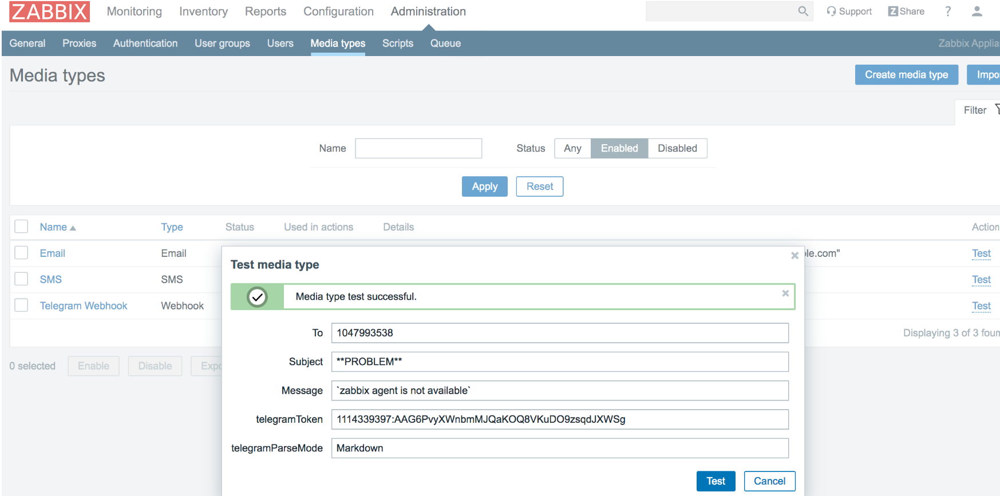 ZABBIX Monitoring Inventory Reports Configuration Administration Support Z Share ?
General Proxies Authentication User groups Users Media types Scripts Queue Zabbix Applia
Media types Create media type Impo
Filter
Name Status Any Enabled Disabled
Apply Reset
Name Type Status Used in actions Details Action
Email Email le.com" Test
SMS SMS Test
Telegram Webhook Webhook Test
Displaying 3 of 3 foun
0 selected Enable Disable Expo
Test media type
Media type test successful.
To 1047993538
Subject **PROBLEM**
Message `zabbix agent is not available`
telegramToken 1114339397:AAG6PvyXWnbmMJQaKOQ8VKuDO9zsqdJXWSg
telegramParseMode Markdown
Test Cancel